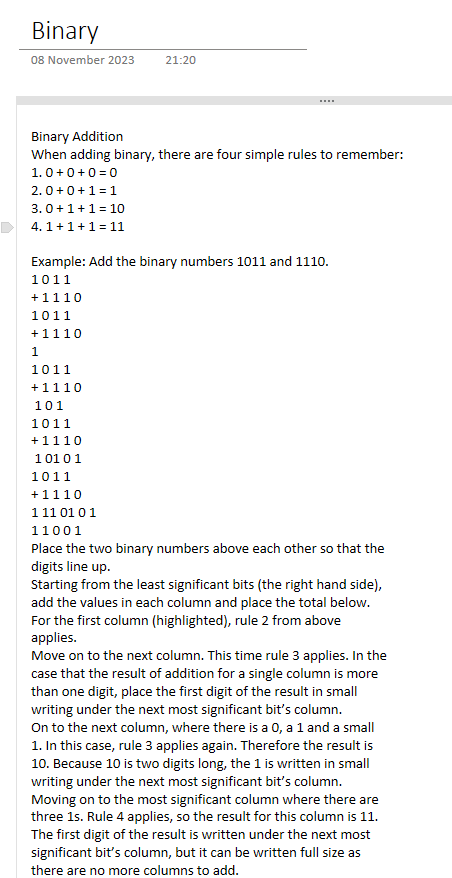 Binary
08 November 2023 21:20
Binary Addition
When adding binary, there are four simple rules to remember:
1. 0 + 0 + 0 = 0
2. 0 + 0 + 1 = 1
3. 0 + 1 + 1 = 10
4. 1 + 1 + 1 = 11
Example: Add the binary numbers 1011 and 1110.
1 0 1 1
+ 1 1 1 0
1 0 1 1
+ 1 1 1 0
1
1 0 1 1
+ 1 1 1 0
1 0 1
1 0 1 1
+ 1 1 1 0
1 01 0 1
1 0 1 1
+ 1 1 1 0
1 11 01 0 1
1 1 0 0 1
Place the two binary numbers above each other so that the
digits line up.
Starting from the least significant bits (the right hand side),
add the values in each column and place the total below.
For the first column (highlighted), rule 2 from above
applies.
Move on to the next column. This time rule 3 applies. In the
case that the result of addition for a single column is more
than one digit, place the first digit of the result in small
writing under the next most significant bit's column.
On to the next column, where there is a 0, a 1 and a small
1. In this case, rule 3 applies again. Therefore the result is
10. Because 10 is two digits long, the 1 is written in small
writing under the next most significant bit's column.
Moving on to the most significant column where there are
three 1s. Rule 4 applies, so the result for this column is 11.
The first digit of the result is written under the next most
significant bit's column, but it can be written full size as
there are no more columns to add.